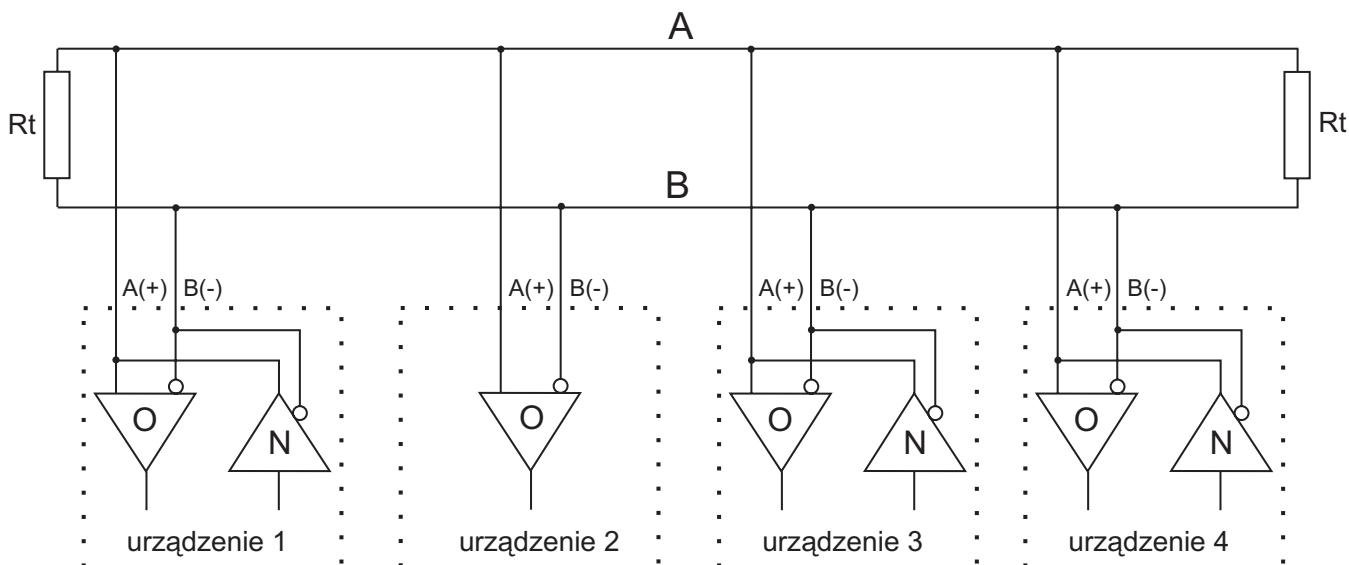 A
Rt
Rt
B
A(+) B(-)
A(+) B(-)
A(+) B(-)
A(+) B(-)
O
N
O
O
N
O
N
urządzenie 1
urządzenie 2
urządzenie 3
urządzenie 4